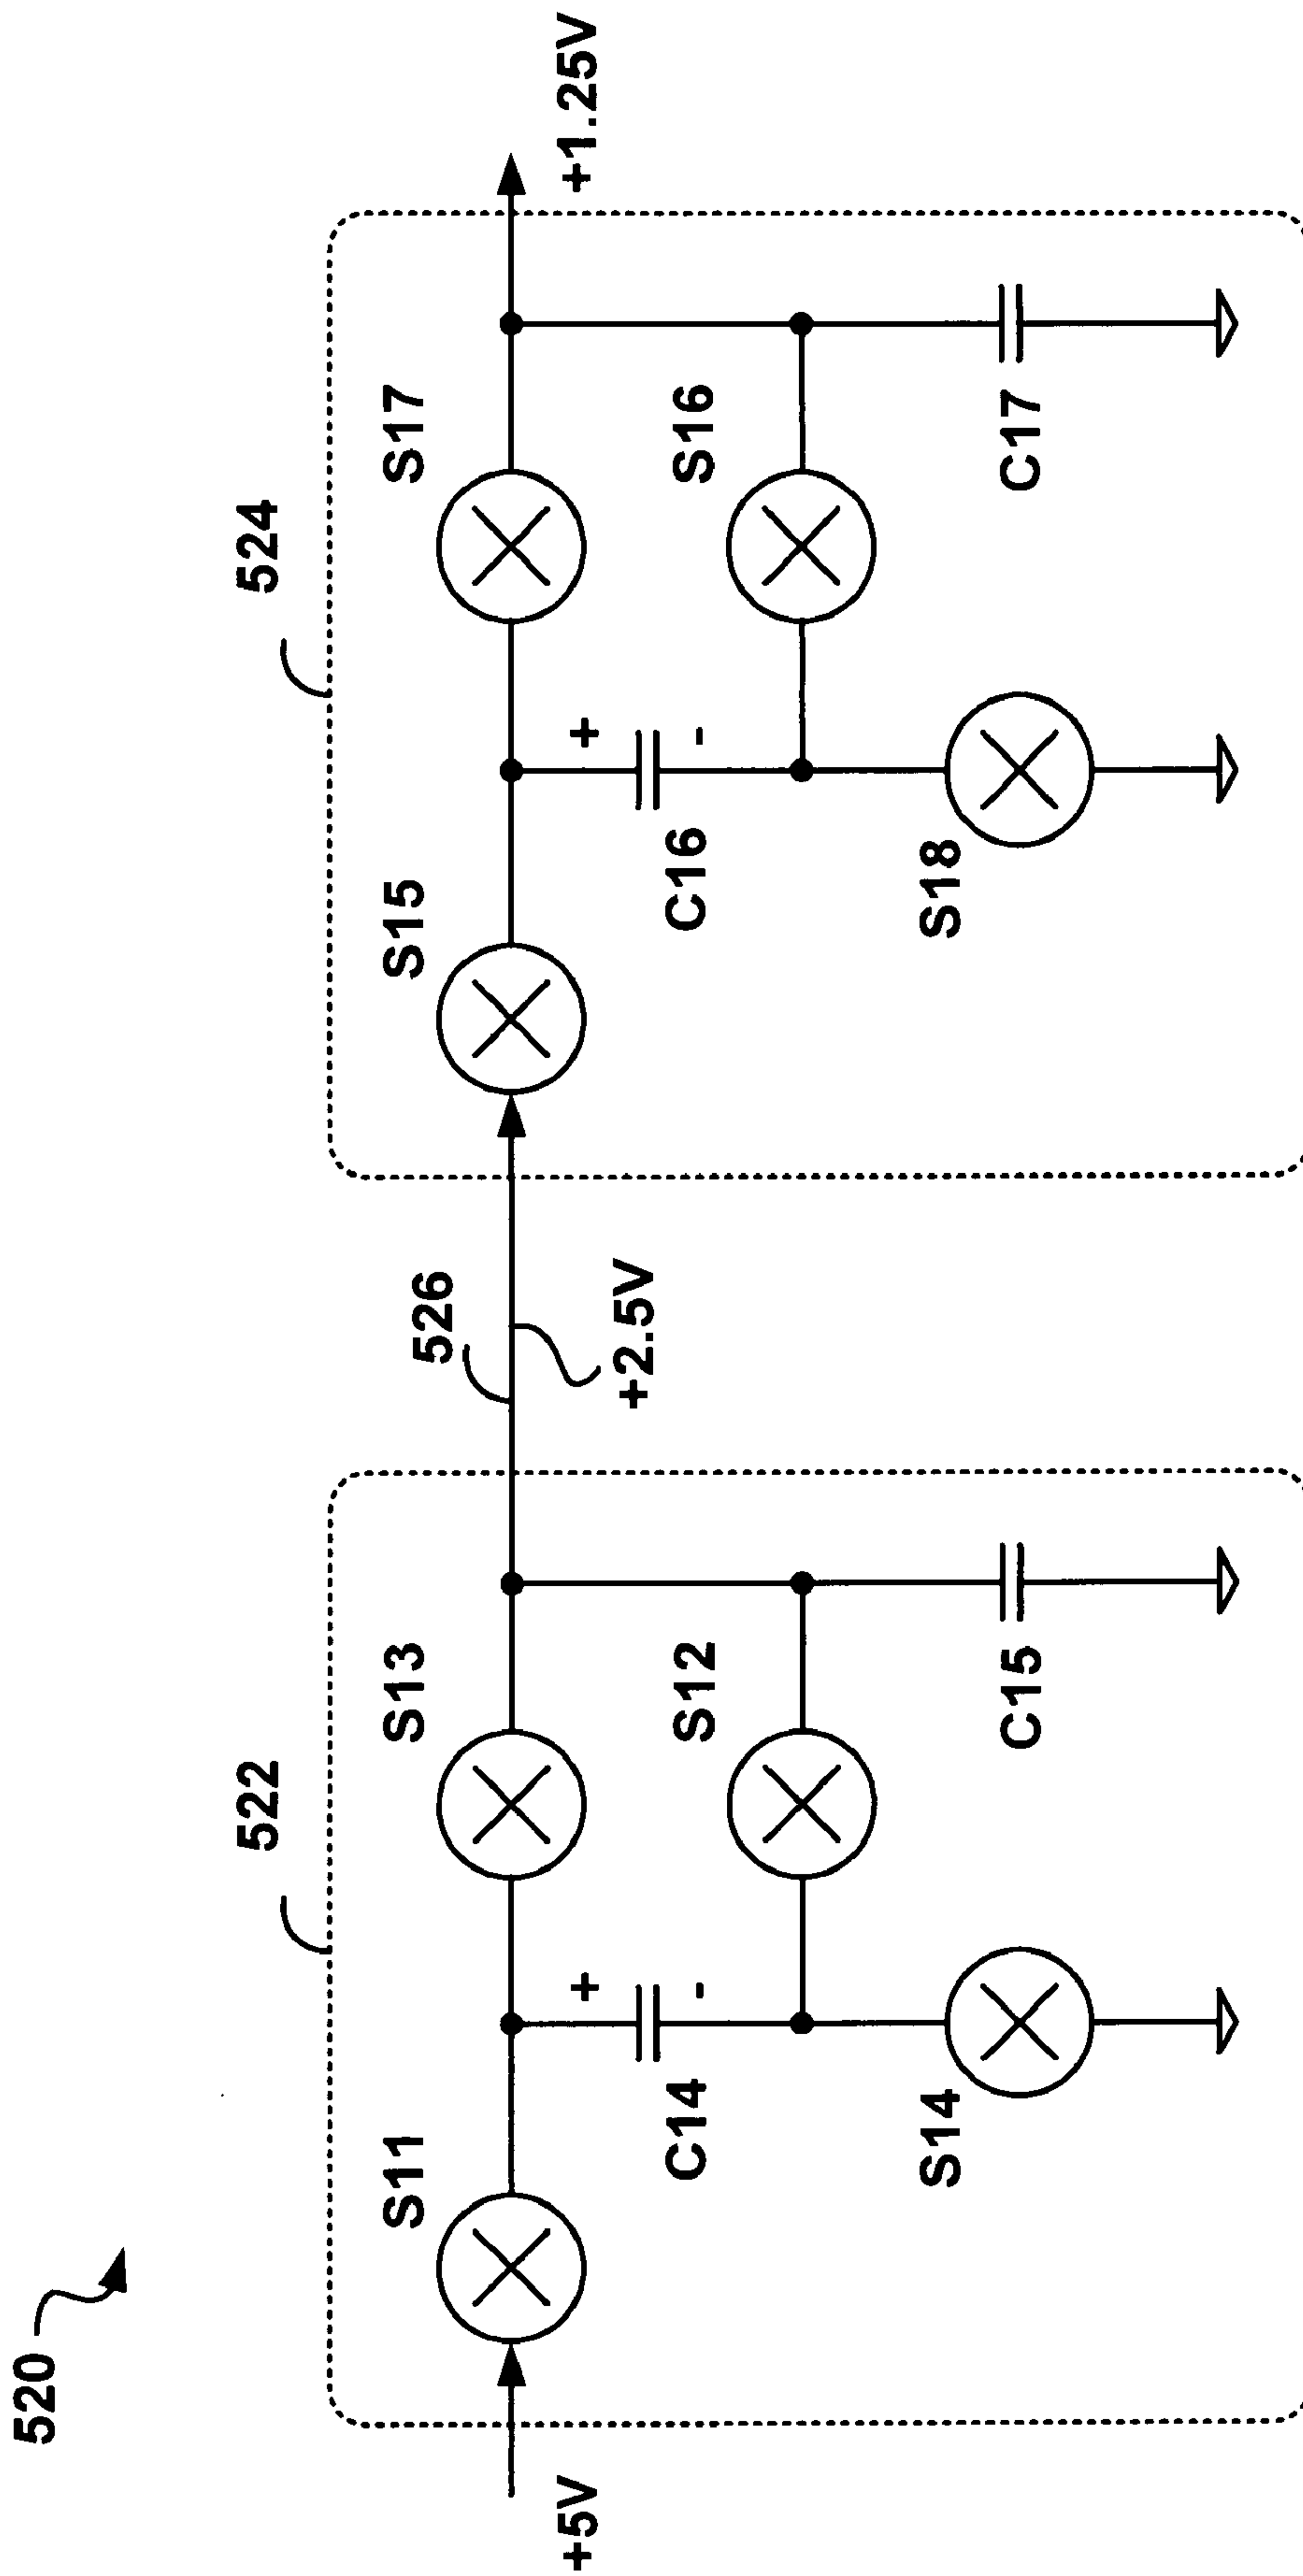 520
522
524
S11
S13
526
S15
S17
+5V
+2.5V
+1.25V
+
-
+
-
C14
S12
C16
S16
S14
C15
S18
C17